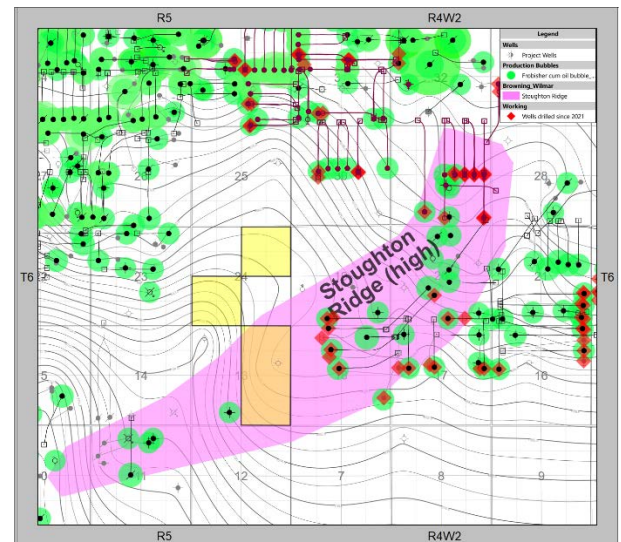 R5 R4W2
Legend
Wells
Project Wells
Production Bubbles
Frobisher cum oil bubble, ...
Browning_Wilmar
Stoughton Ridge
Working
Wells drilled since 2021
32
27
25
28
Stoughton
Ridge (high)
T6 24 T6
14 17 16
12 7 8 9
R5 R4W2